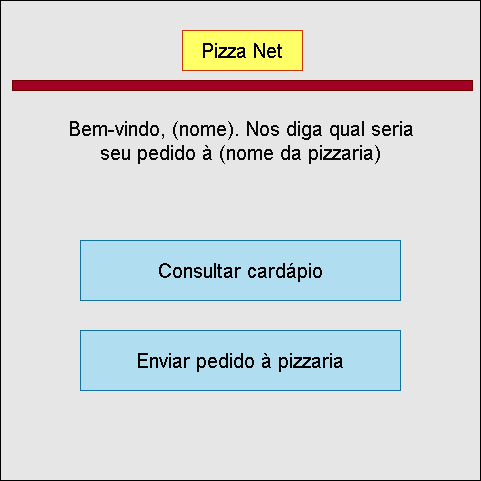 Pizza Net
Bem-vindo, (nome). Nos diga qual seria
seu pedido à (nome da pizzaria)
Consultar cardápio
Enviar pedido à pizzaria